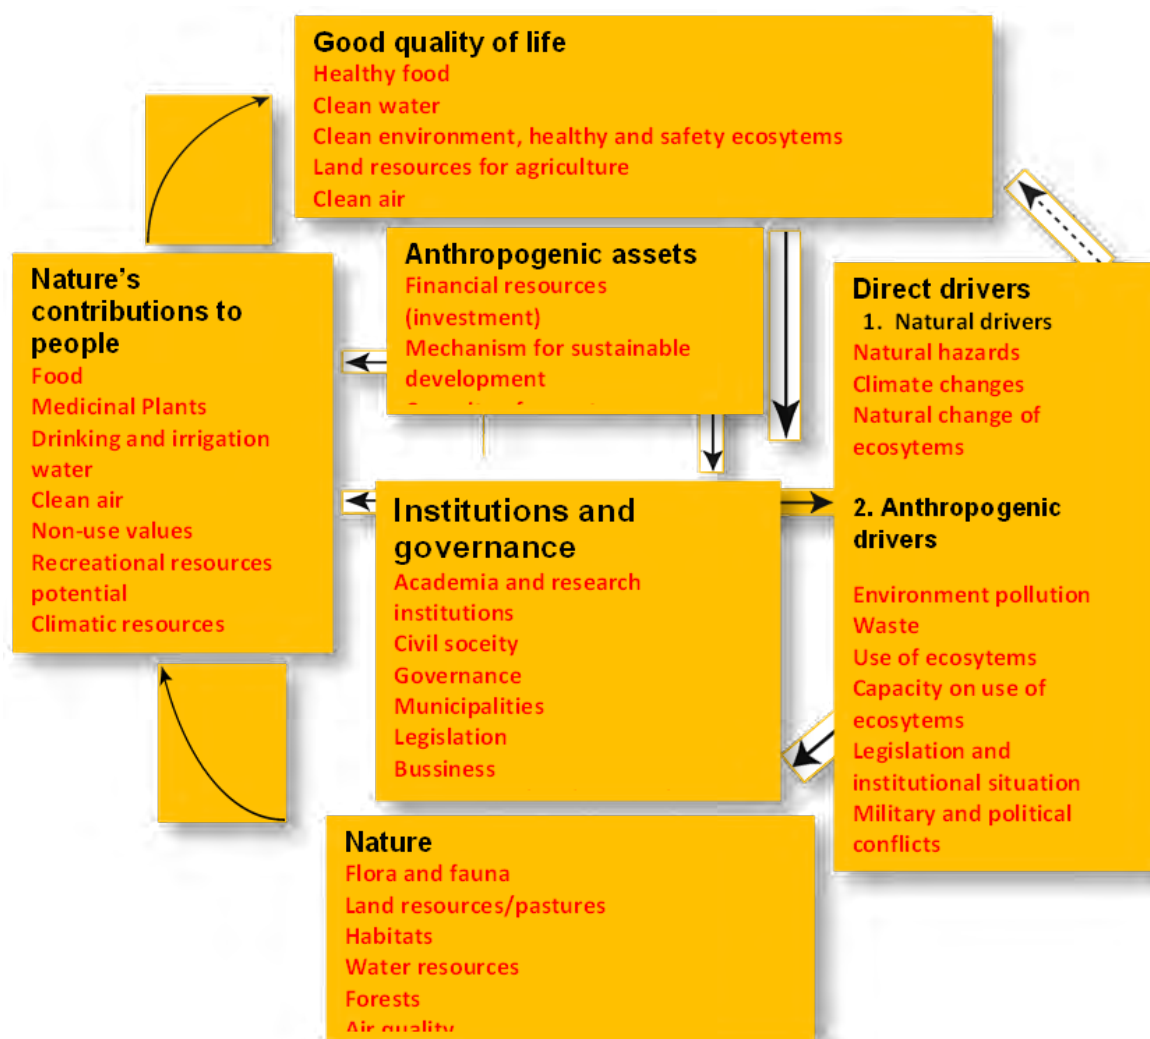 Good quality of life
Healthy food
Clean water
Clean environment, healthy and safety ecosytems
Land resources for agriculture
Clean air
Anthropogenic assets
Financial resources
(investment)
Mechanism for sustainable
development
Nature's
contributions to
people
Food
Medicinal Plants
Drinking and irrigation
water
Clean air
Non-use values
Recreational resources
potential
Climatic resources
Direct drivers
1. Natural drivers
Natural hazards
Climate changes
Natural change of
ecosytems
2. Anthropogenic
drivers
Environment pollution
Waste
Use of ecosytems
Capacity on use of
ecosytems
Legislation and
institutional situation
Military and political
conflicts
Institutions and
governance
Academia and research
institutions
Civil soceity
Governance
Municipalities
Legislation
Bussiness
Nature
Flora and fauna
Land resources/pastures
Habitats
Water resources
Forests
Air quality